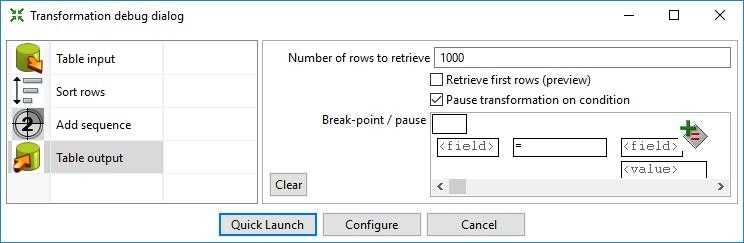 Transformation debug dialog
Table input
Sort rows
2 Add sequence
Table output
Number of rows to retrieve 1000
Retrieve first rows (preview)
Pause transformation on condition
Break-point / pause
<field> = <field>
<value>
Clear
Quick Launch Configure Cancel